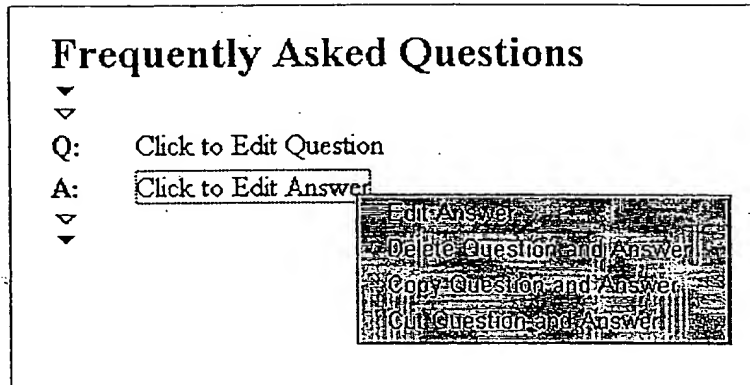 Frequently Asked Questions
Q: Click to Edit Question
A: Click to Edit Answer
Edit Answer
Delete Question and Answer
Copy Question and Answer
Cut Question and Answer